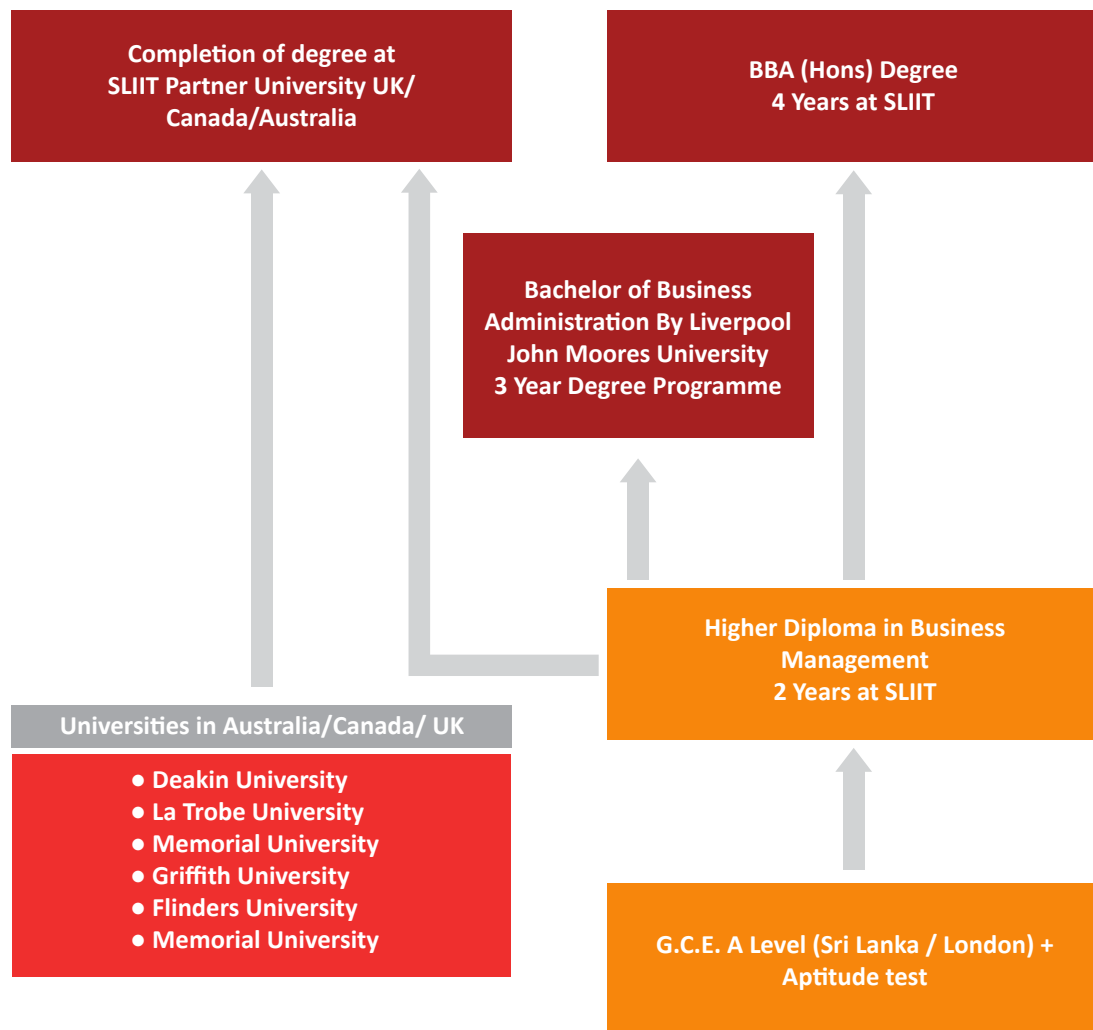 Completion of degree at
SLIIT Partner University UK/
Canada/Australia
BBA (Hons) Degree
4 Years at SLIIT
Bachelor of Business
Administration By Liverpool
John Moores University
3 Year Degree Programme
Higher Diploma in Business
Management
2 Years at SLIIT
Universities in Australia/Canada/ UK
● Deakin University
● La Trobe University
● Memorial University
● Griffith University
● Flinders University
● Memorial University
G.C.E. A Level (Sri Lanka / London) +
Aptitude test